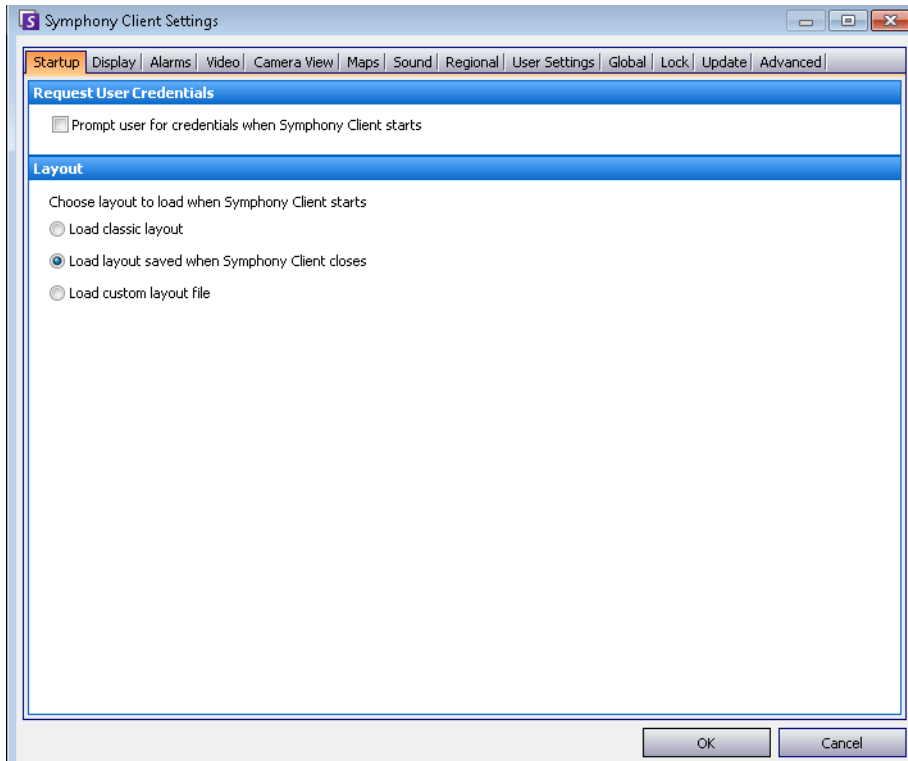 S Symphony Client Settings
Startup Display Alarms Video Camera View Maps Sound Regional User Settings Global Lock Update Advanced
Request User Credentials
Prompt user for credentials when Symphony Client starts
Layout
Choose layout to load when Symphony Client starts
Load classic layout
Load layout saved when Symphony Client closes
Load custom layout file
OK Cancel